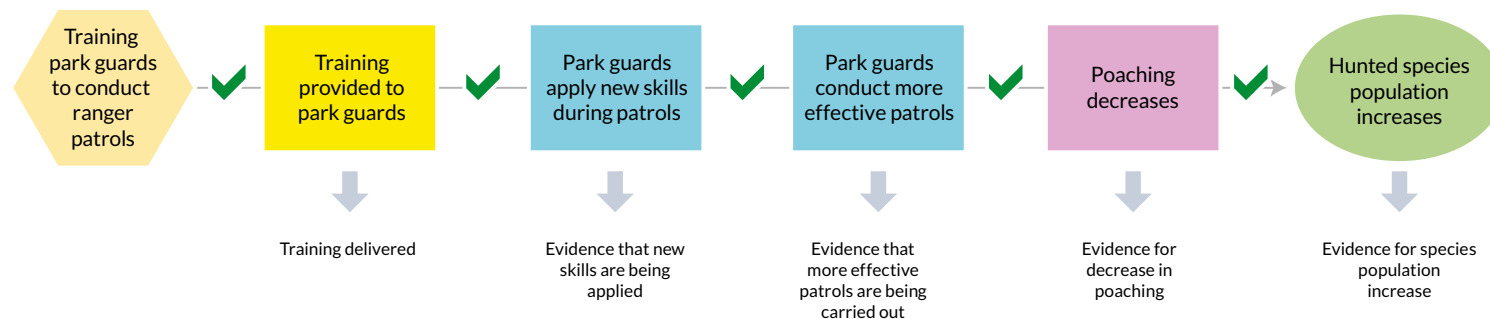 Training
park guards
to conduct
ranger
patrols
Training
provided to
park guards
Park guards
apply new skills
during patrols
Park guards
conduct more
effective patrols
Poaching
decreases
Hunted species
population
increases
Training delivered
Evidence that new
skills are being
applied
Evidence that
more effective
patrols are being
carried out
Evidence for
decrease in
poaching
Evidence for species
population
increase